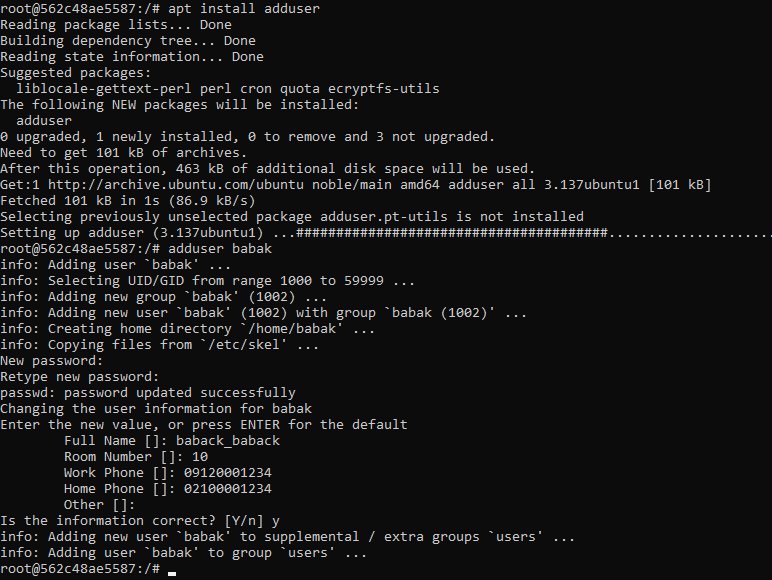 root@562c48ae5587:/# apt install adduser
Reading package lists... Done
Building dependency tree... Done
Reading state information... Done
Suggested packages:
  liblocale-gettext-perl perl cron quota ecryptfs-utils
The following NEW packages will be installed:
  adduser
0 upgraded, 1 newly installed, 0 to remove and 3 not upgraded.
Need to get 101 kB of archives.
After this operation, 463 kB of additional disk space will be used.
Get:1 http://archive.ubuntu.com/ubuntu noble/main amd64 adduser all 3.137ubuntu1 [101 kB]
Fetched 101 kB in 1s (86.9 kB/s)
Selecting previously unselected package adduser.pt-utils is not installed
Setting up adduser (3.137ubuntu1) ...#######################################.....................
root@562c48ae5587:/# adduser babak
info: Adding user `babak' ...
info: Selecting UID/GID from range 1000 to 59999 ...
info: Adding new group `babak' (1002) ...
info: Adding new user `babak' (1002) with group `babak (1002)' ...
info: Creating home directory `/home/babak' ...
info: Copying files from `/etc/skel' ...
New password:
Retype new password:
passwd: password updated successfully
Changing the user information for babak
Enter the new value, or press ENTER for the default
        Full Name []: baback_baback
        Room Number []: 10
        Work Phone []: 09120001234
        Home Phone []: 02100001234
        Other []:
Is the information correct? [Y/n] y
info: Adding new user `babak' to supplemental / extra groups `users' ...
info: Adding user `babak' to group `users' ...
root@562c48ae5587:/#